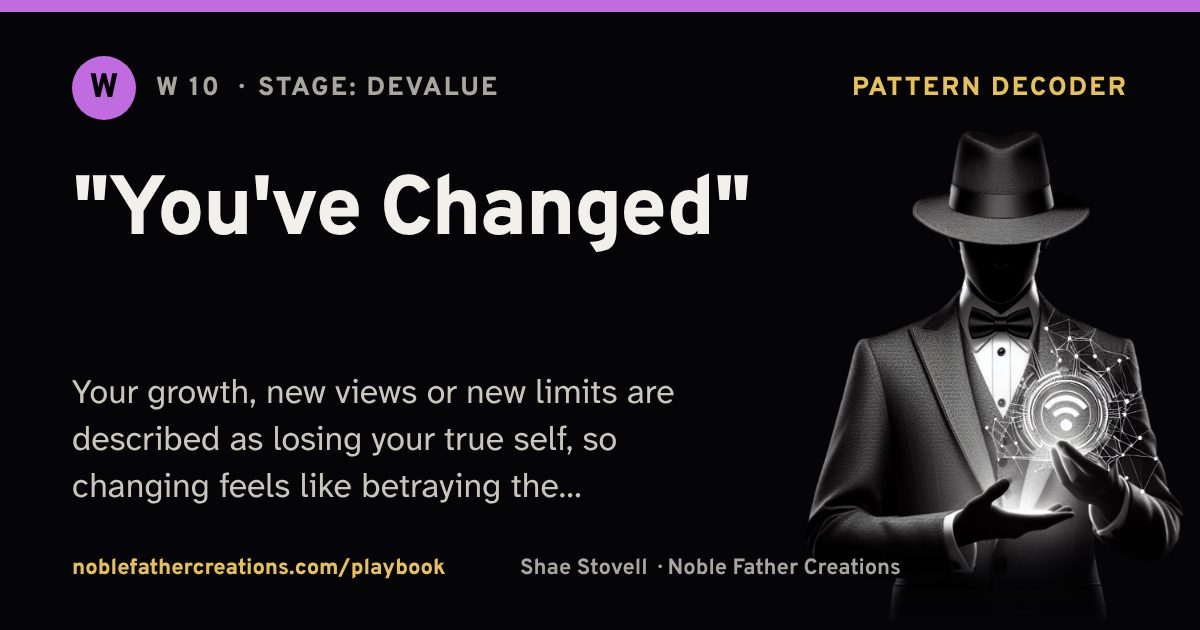 W
W 10 · STAGE: DEVALUE
PATTERN DECODER
"You've Changed"
Your growth, new views or new limits are
described as losing your true self, so
changing feels like betraying the...
noblefathercreations.com/playbook
Shae Stovell · Noble Father Creations